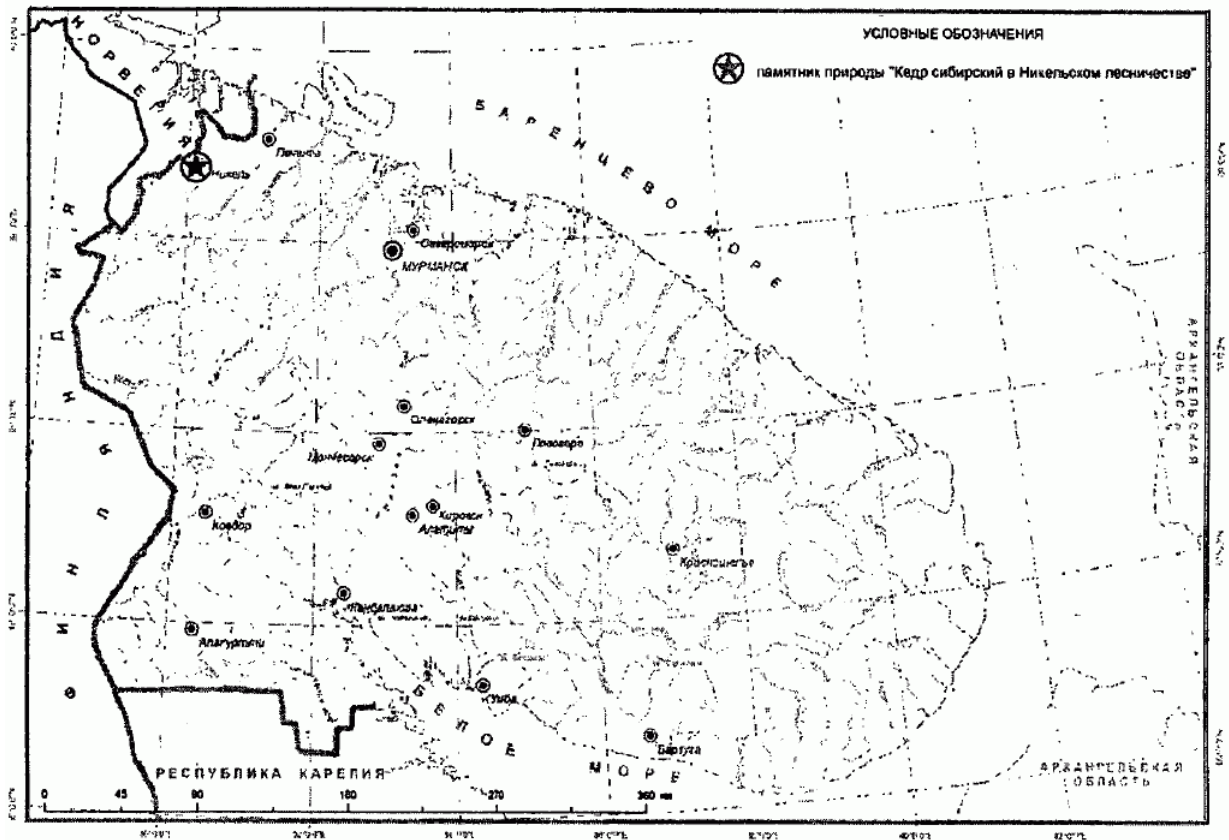 УСЛОВНЫЕ ОБОЗНАЧЕНИЯ
памятник природы "Кедр сибирский в Никельском лесничестве"
НОРВЕГИЯ
БАРЕНЦЕВО МОРЕ
Никель
Североморск
МУРМАНСК
ФИНЛЯНДИЯ
АРХАНГЕЛЬСКАЯ
ОБЛАСТЬ
Оленегорск
Мончегорск
Ловозеро
Ковдор
Кировск
Апатиты
Краснощелье
Кандалакша
Алакуртти
Умба
БЕЛОЕ МОРЕ
Варзуга
РЕСПУБЛИКА КАРЕЛИЯ
АРХАНГЕЛЬСКАЯ
ОБЛАСТЬ
0 45 90 180 270 360 км